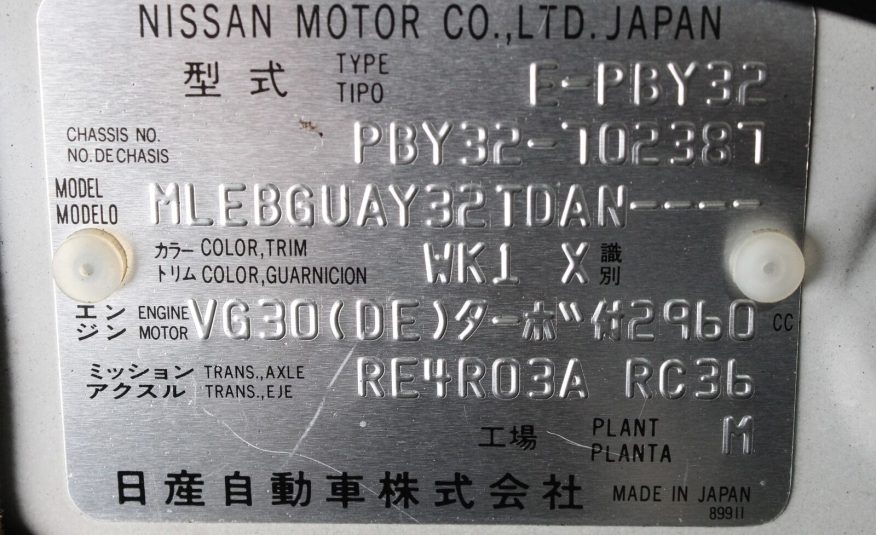 NISSAN MOTOR CO.,LTD.JAPAN
型式 TYPE TIPO E-PBY32
CHASSIS NO. NO.DE CHASIS PBY32-702387
MODEL MODELO MLEBGUAY32TDAN----
カラー COLOR,TRIM WK1 X 識別
トリム COLOR,GUARNICION
エンジン ENGINE MOTOR VG30(DE)ターボ付2960 CC
ミッション TRANS.,AXLE RE4R03A RC36
アクスル TRANS.,EJE
工場 PLANT PLANTA M
日産自動車株式会社 MADE IN JAPAN
89911